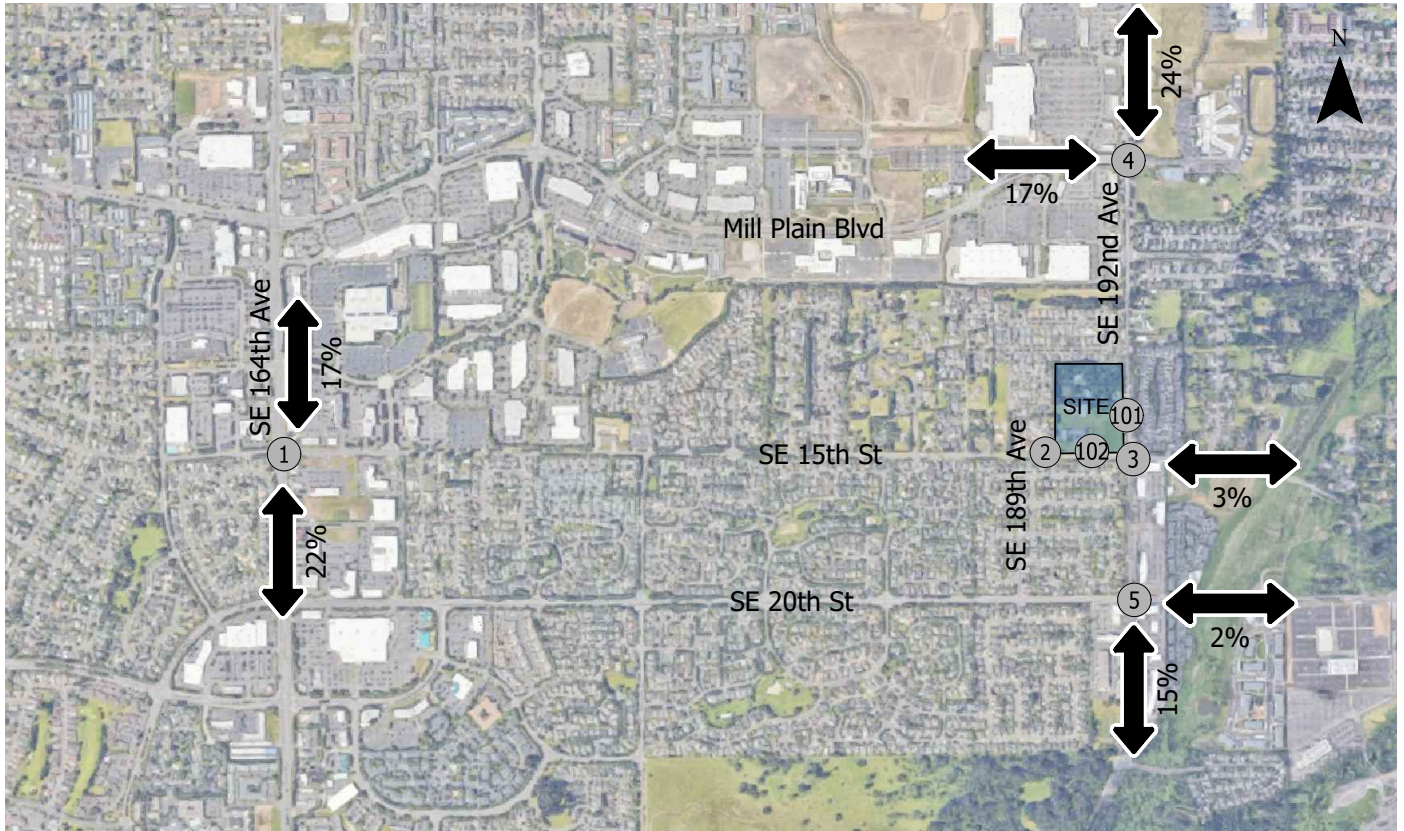 24%
N
4
17%
Mill Plain Blvd
SE 192nd Ave
SE 164th Ave
17%
SITE
101
1
SE 15th St
SE 189th Ave
2
102
3
3%
22%
SE 20th St
5
2%
15%